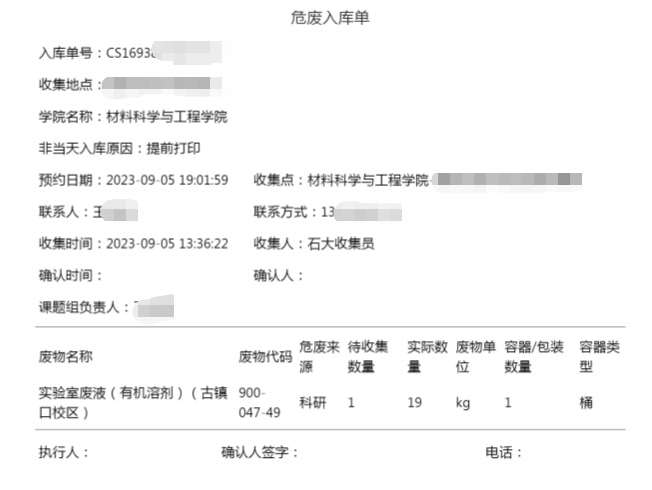 危废入库单
入库单号：CS1693
收集地点：
学院名称：材料科学与工程学院
非当天入库原因：提前打印
预约日期：2023-09-05 19:01:59 收集点：材料科学与工程学院
联系人：王 联系方式：13
收集时间：2023-09-05 13:36:22 收集人：石大收集员
确认时间： 确认人：
课题组负责人：
废物名称 废物代码 危废来源 待收集数量 实际数量 废物单位 容器/包装数量 容器类型
实验室废液（有机溶剂）（古镇口校区） 900-047-49 科研 1 19 kg 1 桶
执行人： 确认人签字： 电话：